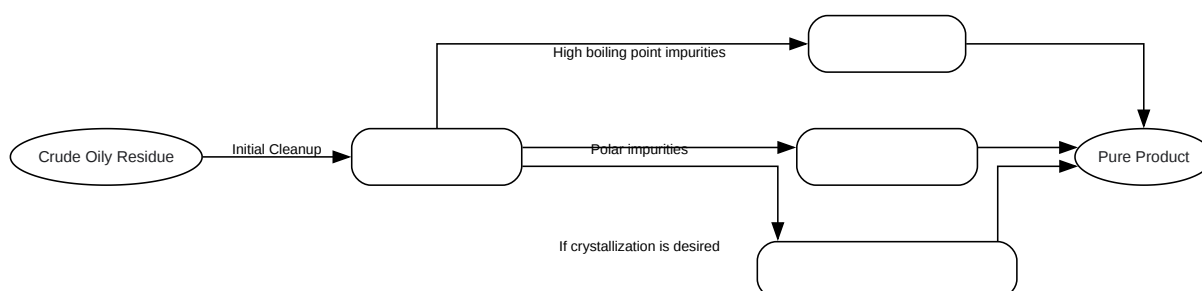 High boiling point impurities
Crude Oily Residue
Initial Cleanup
Polar impurities
Pure Product
If crystallization is desired